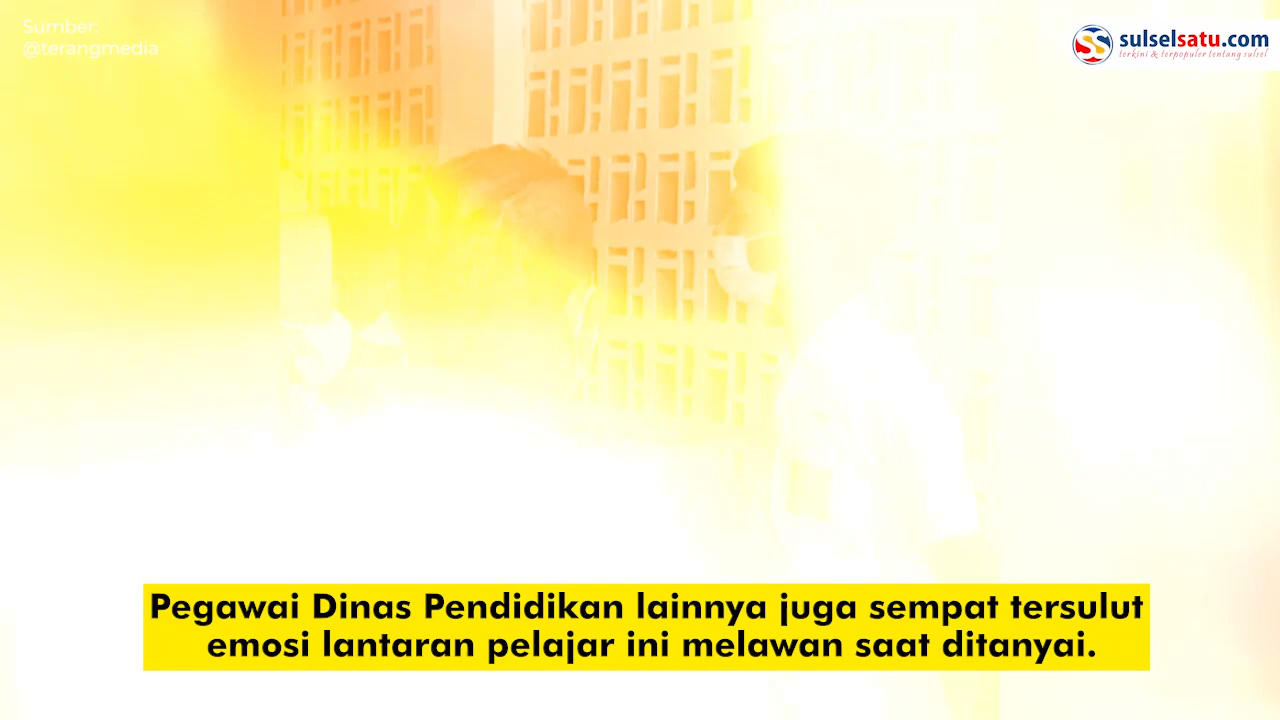 Sumber:
@terangmedia
sulselsatu.com
terkini & terpopuler tentang sulsel
Pegawai Dinas Pendidikan lainnya juga sempat tersulut
emosi lantaran pelajar ini melawan saat ditanyai.